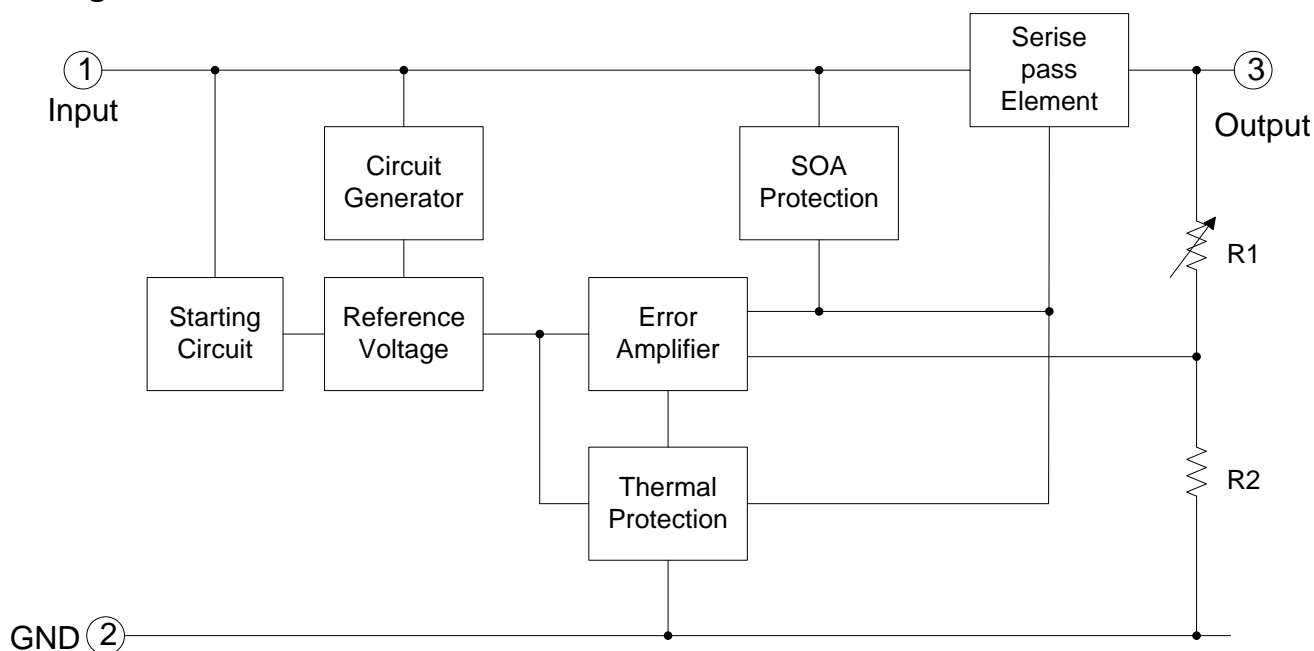 Serise
pass
Element
1
3
Input
Output
Circuit
Generator
SOA
Protection
R1
Starting
Circuit
Reference
Voltage
Error
Amplifier
Thermal
Protection
R2
GND
2